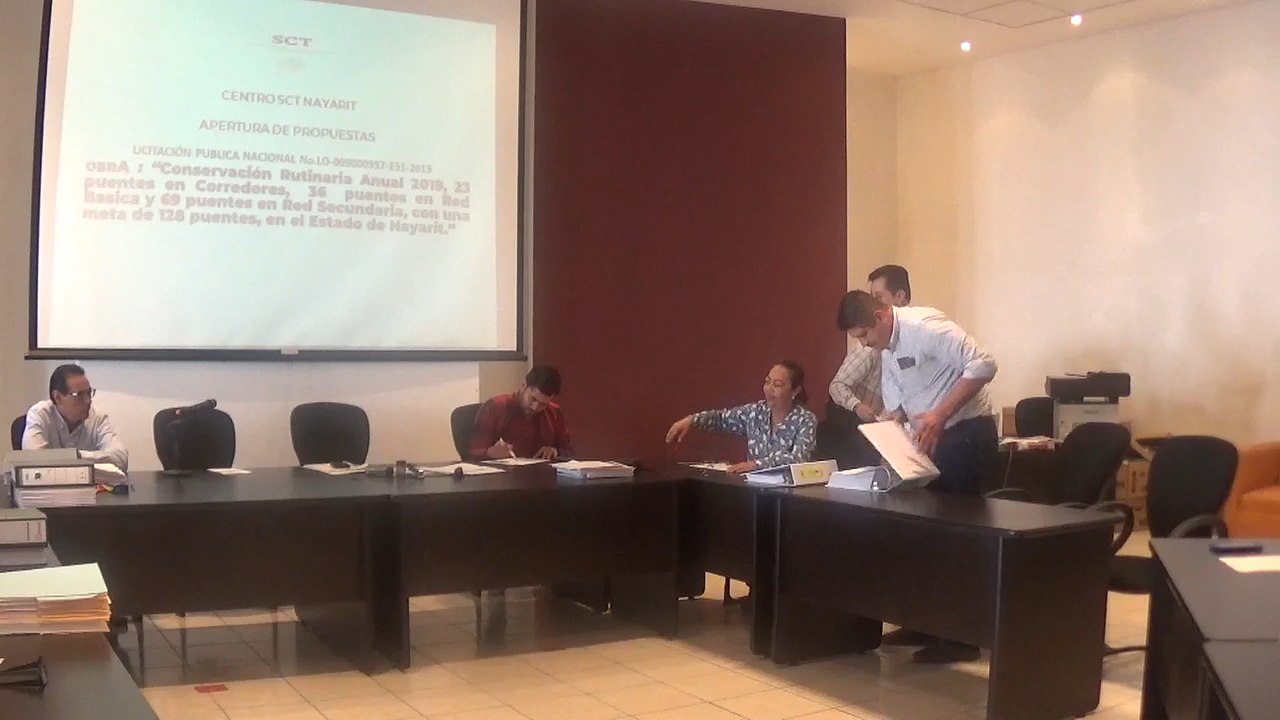 SCT
CENTRO SCT NAYARIT
APERTURA DE PROPUESTAS
LICITACIÓN PUBLICA NACIONAL No.LO-009000957-E51-2019
OBRA : "Conservación Rutinaria Anual 2019, 23
puentes en Corredores, 36 puentes en Red
Basica y 69 puentes en Red Secundaria, con una
meta de 128 puentes, en el Estado de Nayarit."